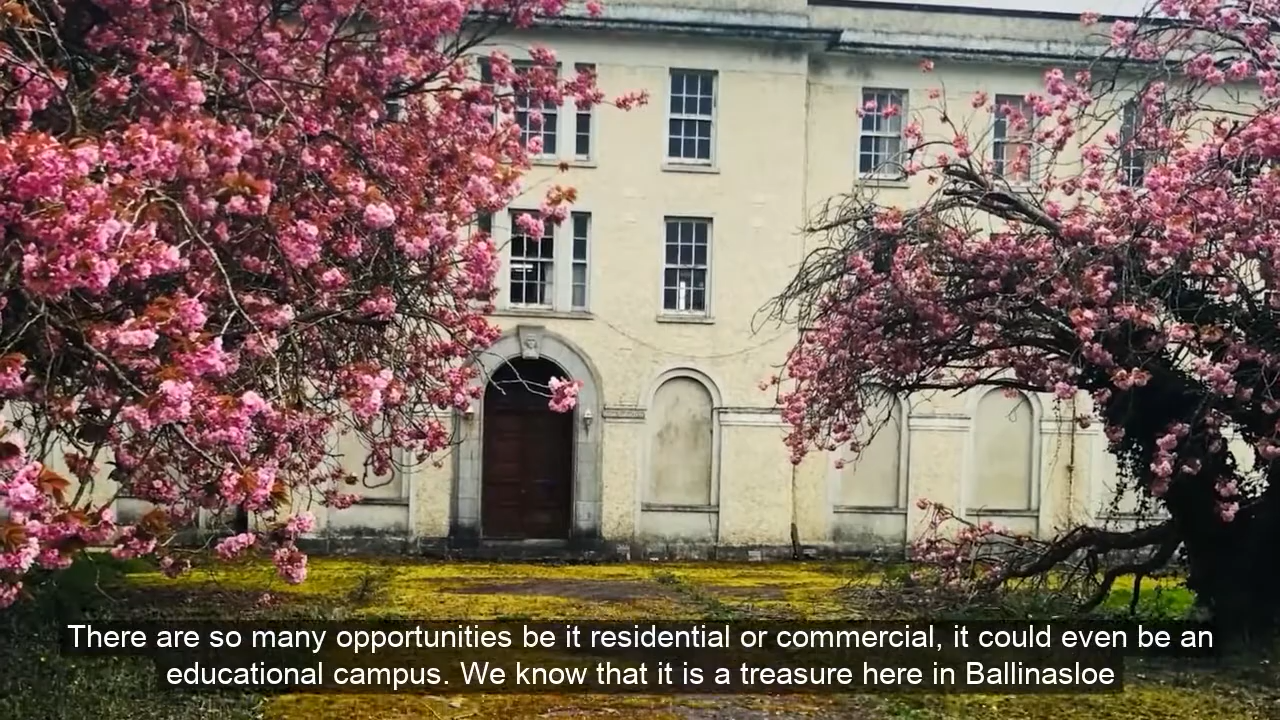 There are so many opportunities be it residential or commercial, it could even be an
educational campus. We know that it is a treasure here in Ballinasloe